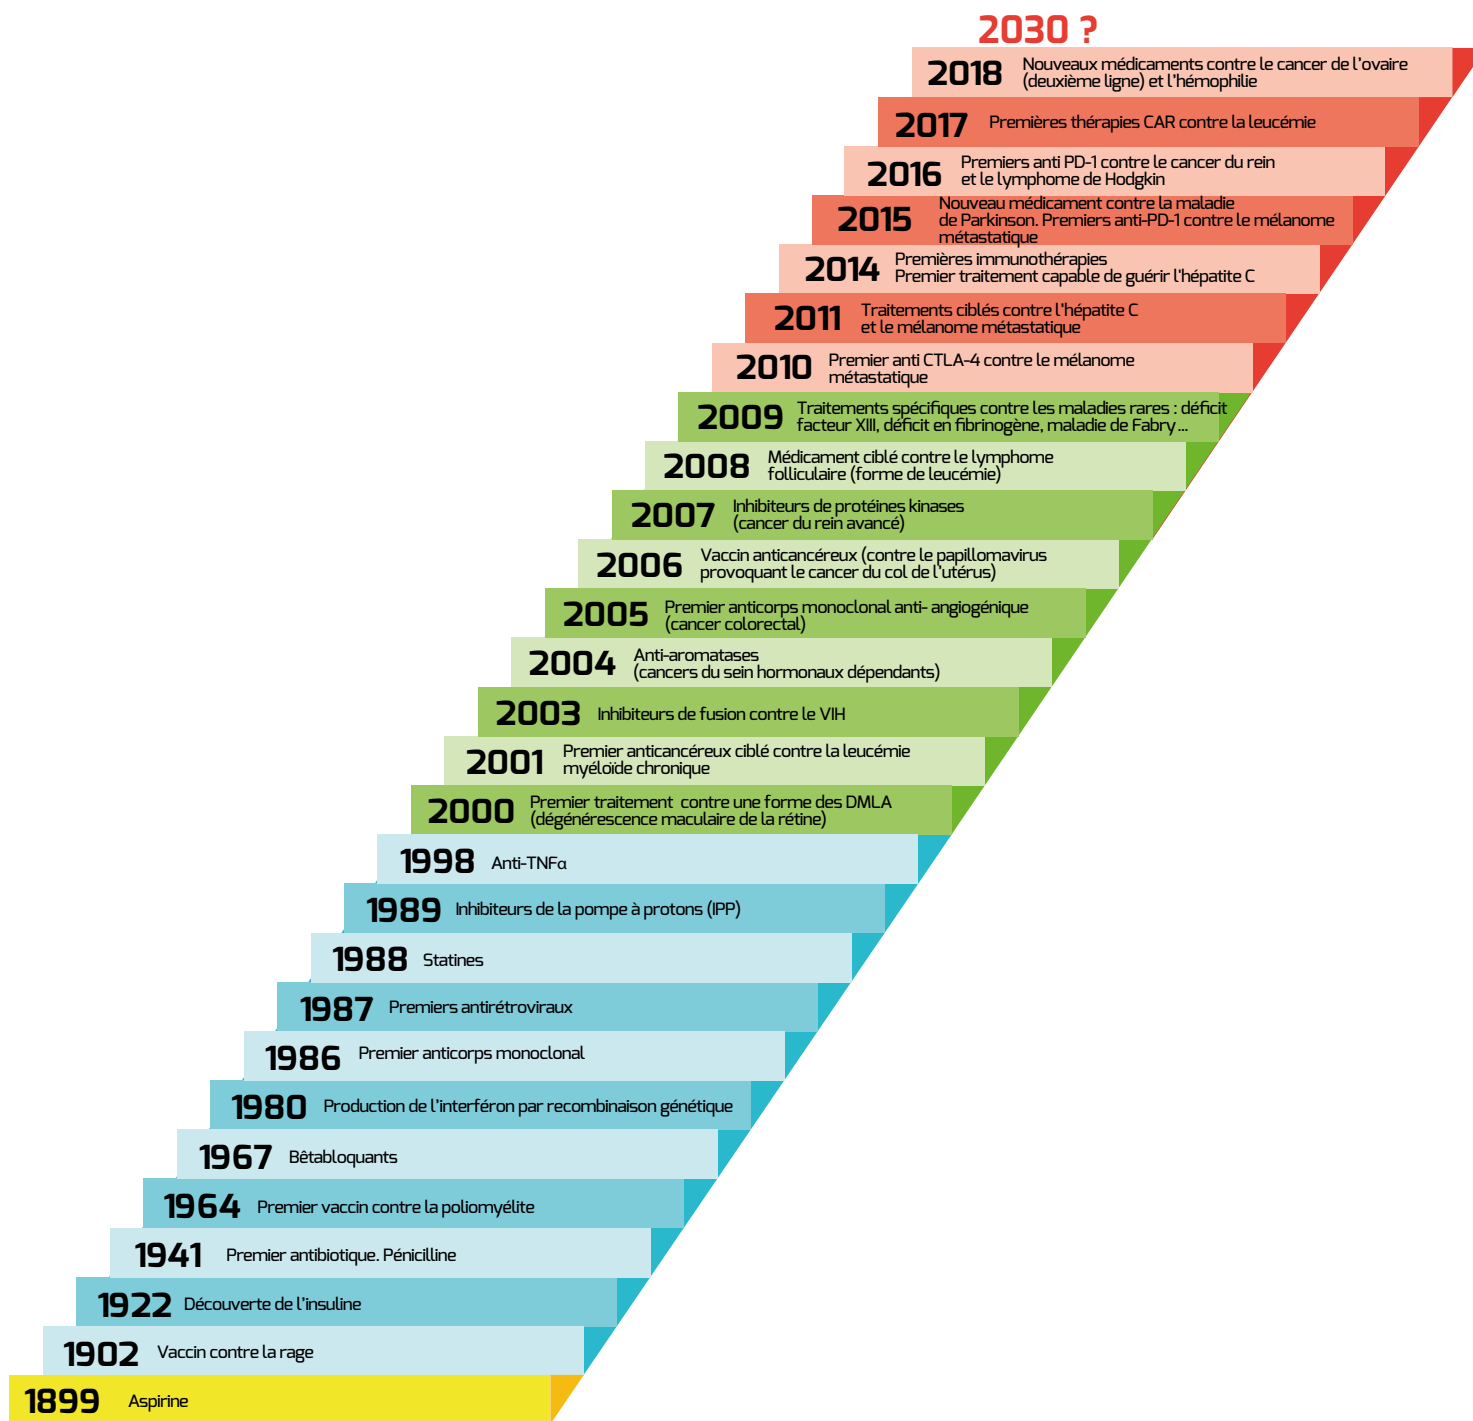 2030 ?
2018 Nouveaux médicaments contre le cancer de l'ovaire
(deuxième ligne) et l'hémophilie
2017 Premières thérapies CAR contre la leucémie
2016 Premiers anti PD-1 contre le cancer du rein
et le lymphome de Hodgkin
2015 Nouveau médicament contre la maladie
de Parkinson. Premiers anti-PD-1 contre le mélanome
métastatique
2014 Premières immunothérapies
Premier traitement capable de guérir l'hépatite C
2011 Traitements ciblés contre l'hépatite C
et le mélanome métastatique
2010 Premier anti CTLA-4 contre le mélanome
métastatique
2009 Traitements spécifiques contre les maladies rares : déficit
facteur XIII, déficit en fibrinogène, maladie de Fabry...
2008 Médicament ciblé contre le lymphome
folliculaire (forme de leucémie)
2007 Inhibiteurs de protéines kinases
(cancer du rein avancé)
2006 Vaccin anticancéreux (contre le papillomavirus
provoquant le cancer du col de l'utérus)
2005 Premier anticorps monoclonal anti- angiogénique
(cancer colorectal)
2004 Anti-aromatases
(cancers du sein hormonaux dépendants)
2003 Inhibiteurs de fusion contre le VIH
2001 Premier anticancéreux ciblé contre la leucémie
myéloïde chronique
2000 Premier traitement contre une forme des DMLA
(dégénérescence maculaire de la rétine)
1998 Anti-TNFα
1989 Inhibiteurs de la pompe à protons (IPP)
1988 Statines
1987 Premiers antirétroviraux
1986 Premier anticorps monoclonal
1980 Production de l'interféron par recombinaison génétique
1967 Bêtabloquants
1964 Premier vaccin contre la poliomyélite
1941 Premier antibiotique. Pénicilline
1922 Découverte de l'insuline
1902 Vaccin contre la rage
1899 Aspirine